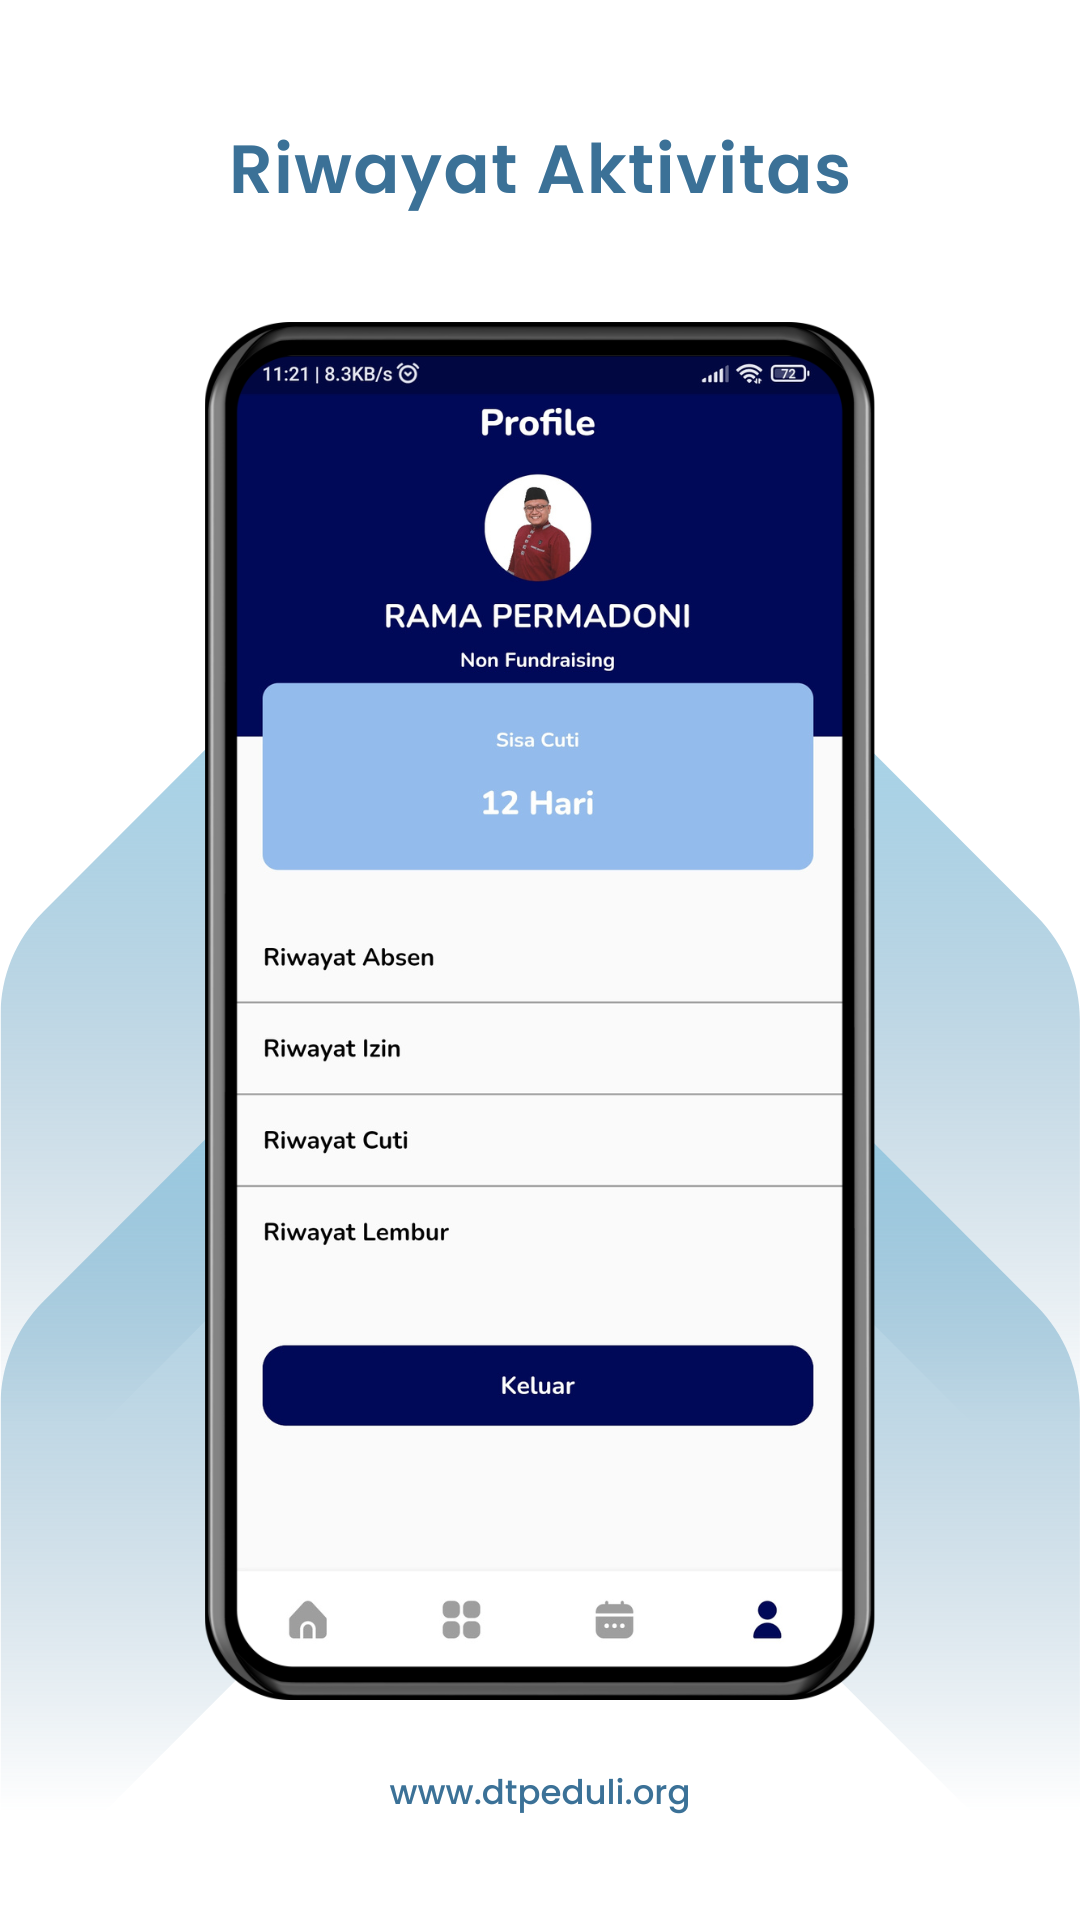 Riwayat Aktivitas
11:21 | 8.3KB/s
72
Profile
RAMA PERMADONI
Non Fundraising
Sisa Cuti
12 Hari
Riwayat Absen
Riwayat Izin
Riwayat Cuti
Riwayat Lembur
Keluar
www.dtpeduli.org